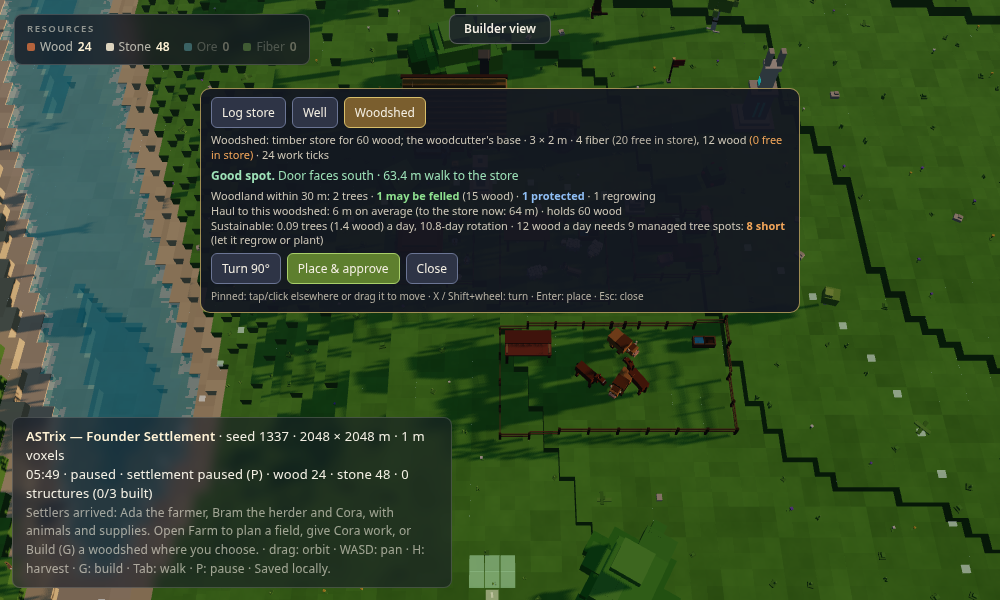 RESOURCES
Wood 24 Stone 48 Ore 0 Fiber 0
Builder view
Log store Well Woodshed
Woodshed: timber store for 60 wood; the woodcutter's base · 3 × 2 m · 4 fiber (20 free in store), 12 wood (0 free
in store) · 24 work ticks
Good spot. Door faces south · 63.4 m walk to the store
Woodland within 30 m: 2 trees · 1 may be felled (15 wood) · 1 protected · 1 regrowing
Haul to this woodshed: 6 m on average (to the store now: 64 m) · holds 60 wood
Sustainable: 0.09 trees (1.4 wood) a day, 10.8-day rotation · 12 wood a day needs 9 managed tree spots: 8 short
(let it regrow or plant)
Turn 90° Place & approve Close
Pinned: tap/click elsewhere or drag it to move · X / Shift+wheel: turn · Enter: place · Esc: close
ASTrix — Founder Settlement · seed 1337 · 2048 × 2048 m · 1 m
voxels
05:49 · paused · settlement paused (P) · wood 24 · stone 48 · 0
structures (0/3 built)
Settlers arrived: Ada the farmer, Bram the herder and Cora, with
animals and supplies. Open Farm to plan a field, give Cora work, or
Build (G) a woodshed where you choose. · drag: orbit · WASD: pan · H:
harvest · G: build · Tab: walk · P: pause · Saved locally.
1